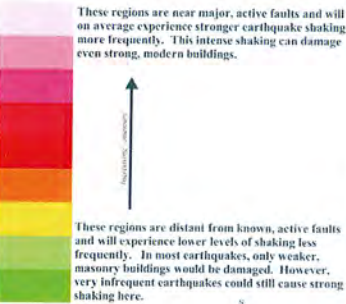 These regions are near major, active faults and will
on average experience stronger earthquake shaking
more frequently. This intense shaking can damage
even strong, modern buildings.
These regions are distant from known, active faults
and will experience lower levels of shaking less
frequently. In most earthquakes, only weaker,
masonry buildings would be damaged. However,
very infrequent earthquakes could still cause strong
shaking here.